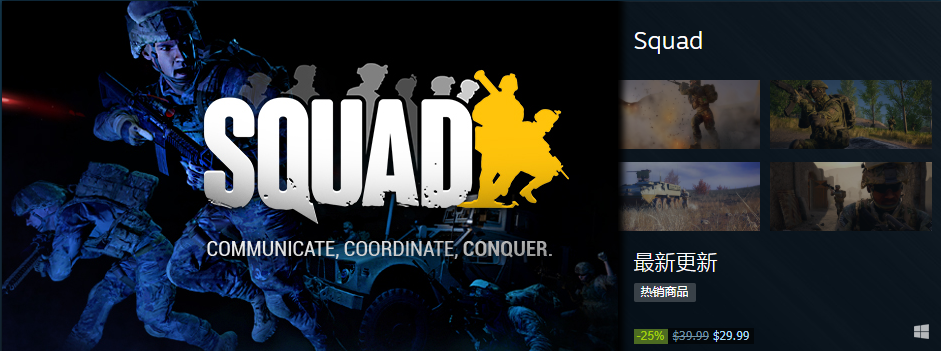 SQUAD
COMMUNICATE, COORDINATE, CONQUER.
Squad
最新更新
热销商品
-25% $39.99 $29.99